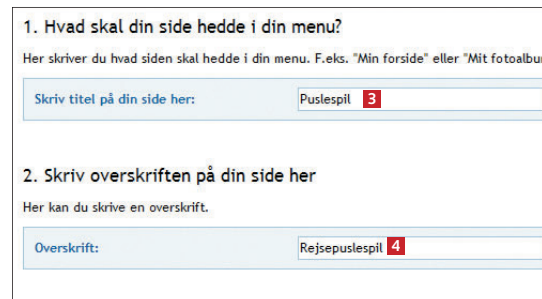 1. Hvad skal din side hedde i din menu?
Her skriver du hvad siden skal hedde i din menu. F.eks. "Min forside" eller "Mit
Skriv titel på din side her: Puslespil 3
2. Skriv overskriften på din side her
Her kan du skrive en overskrift.
Overskrift: Rejsepuslespil 4